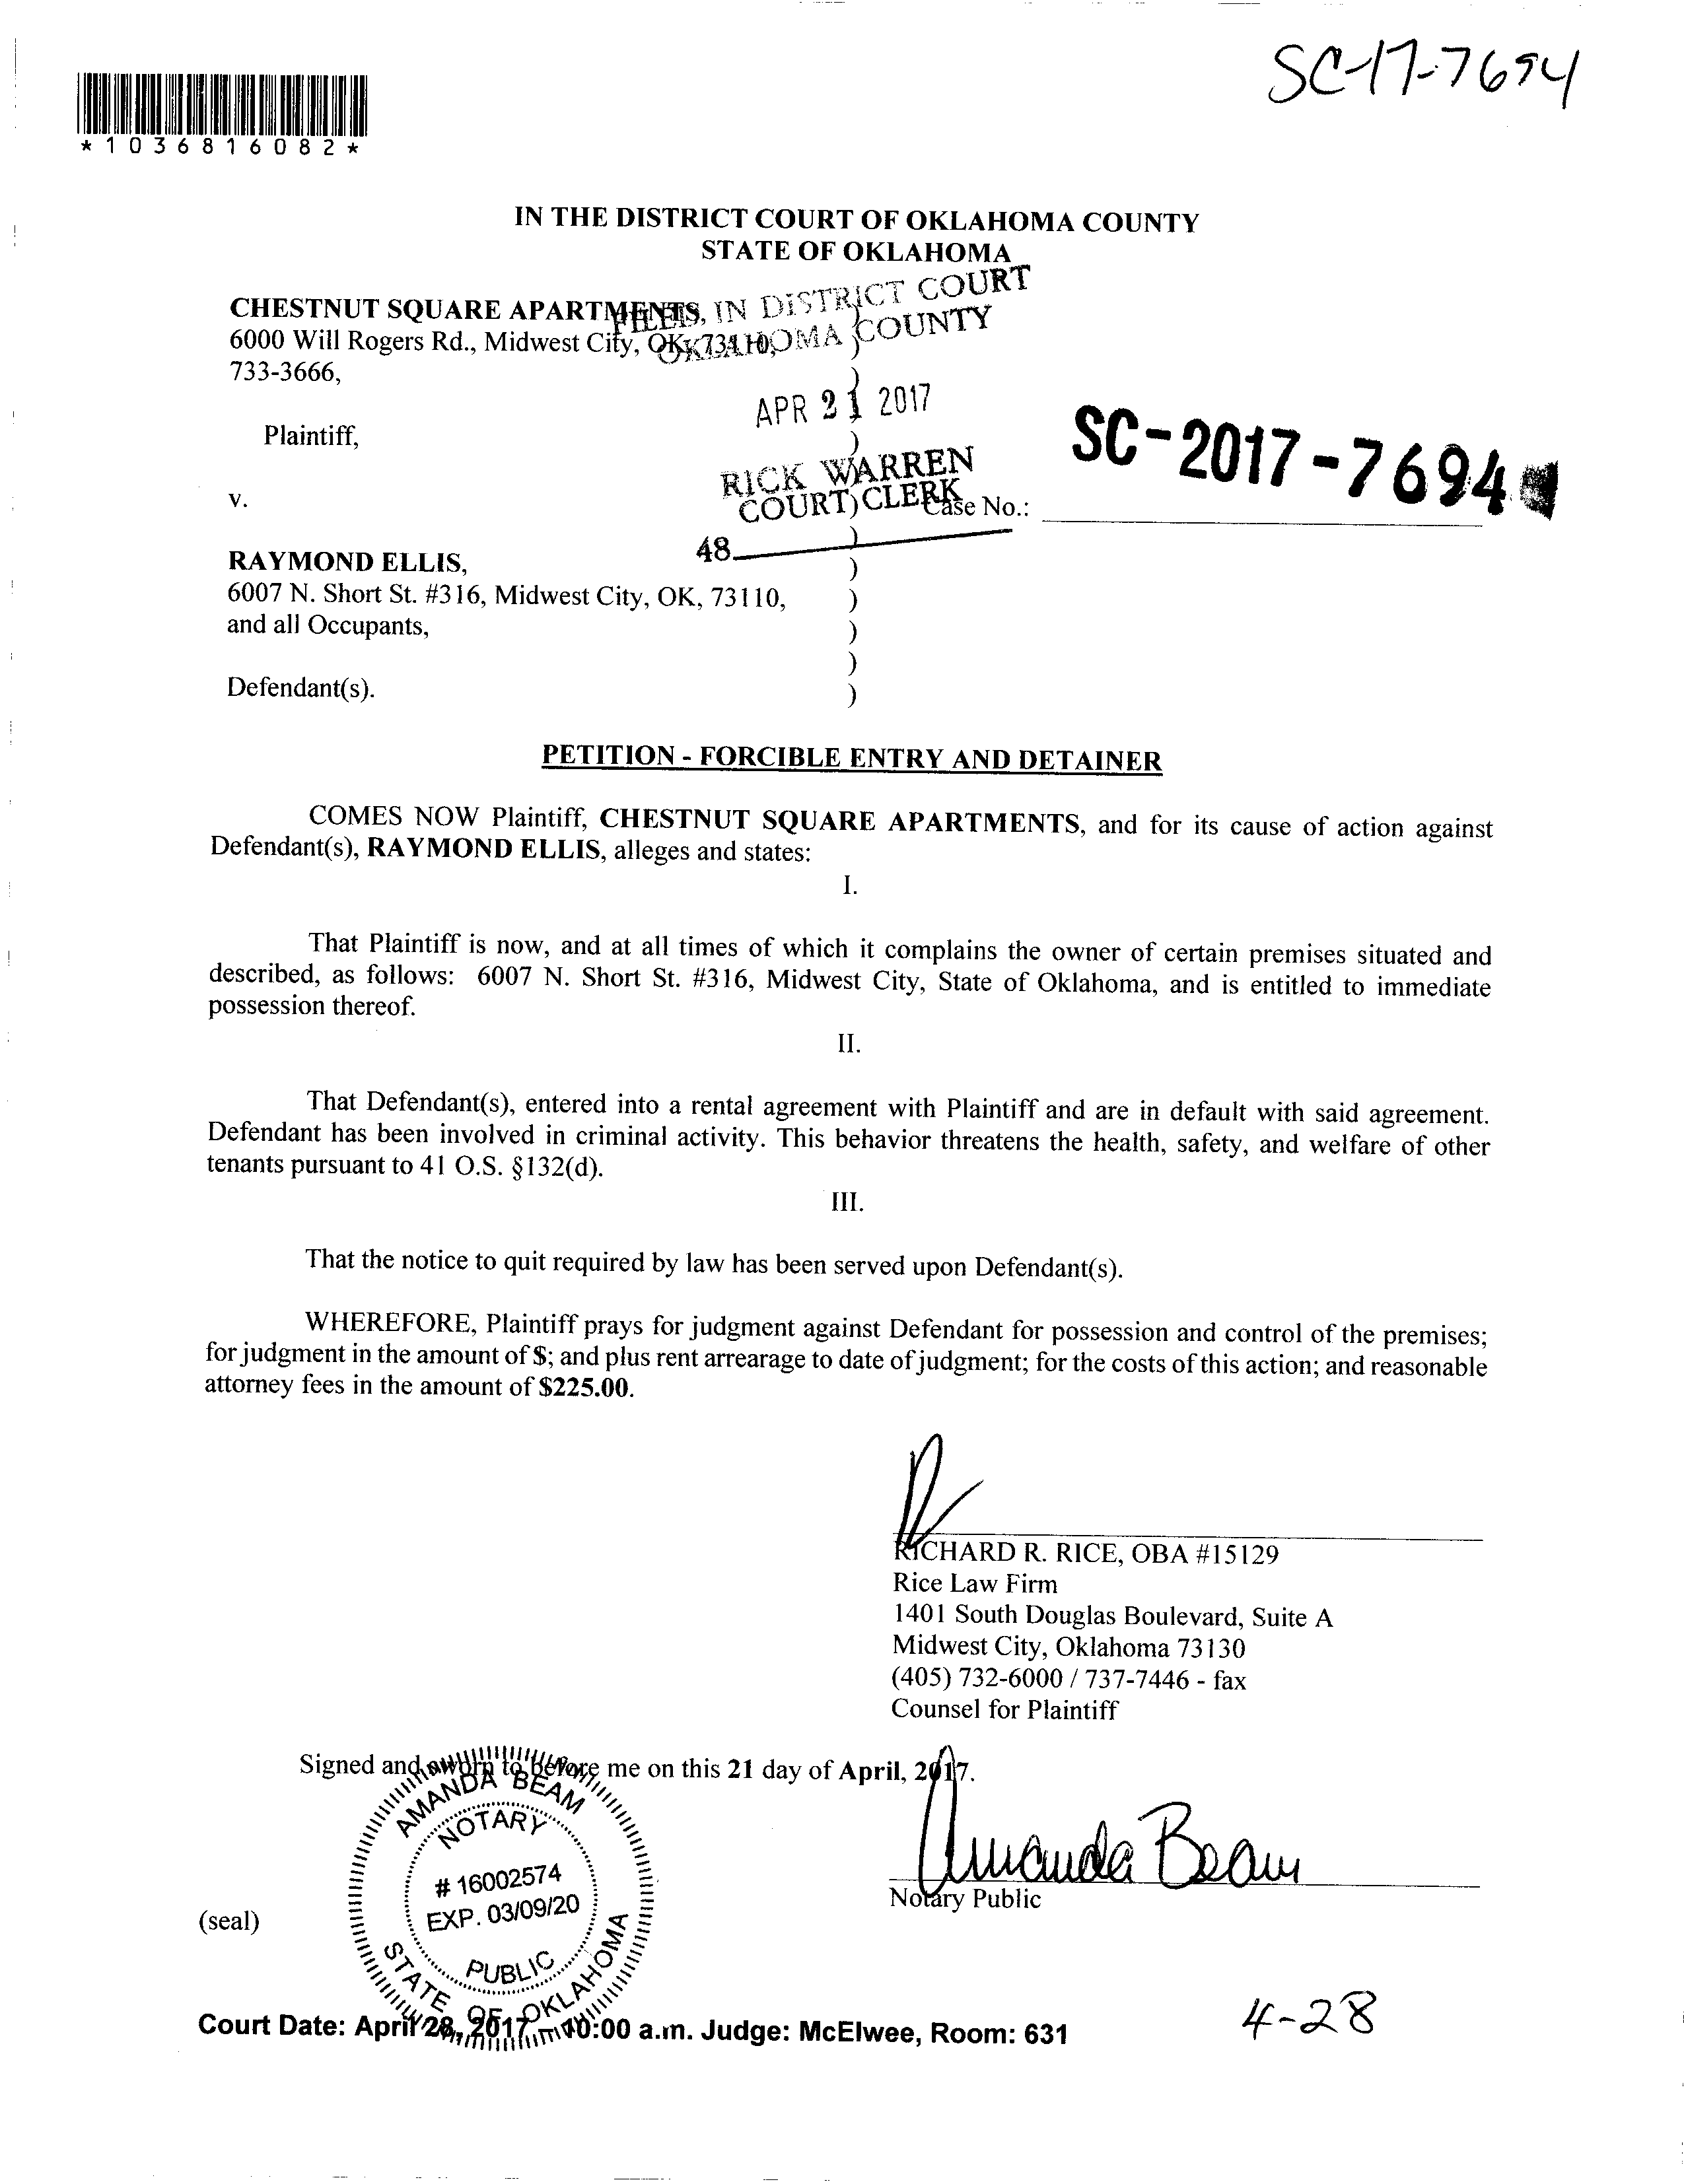 SC-17-7694
*1036816082*
IN THE DISTRICT COURT OF OKLAHOMA COUNTY
STATE OF OKLAHOMA
CHESTNUT SQUARE APARTMENTS,
FILED IN DISTRICT COURT
6000 Will Rogers Rd., Midwest City, OK, 73110,
OKLAHOMA COUNTY
733-3666,
)
APR 21 2017
Plaintiff,
)
SC-2017-7694
RICK WARREN
v.
COURT CLERK
) Case No.:
48
)
RAYMOND ELLIS,
)
6007 N. Short St. #316, Midwest City, OK, 73110, )
and all Occupants, )
)
Defendant(s). )
PETITION - FORCIBLE ENTRY AND DETAINER
COMES NOW Plaintiff, CHESTNUT SQUARE APARTMENTS, and for its cause of action against
Defendant(s), RAYMOND ELLIS, alleges and states:
I.
That Plaintiff is now, and at all times of which it complains the owner of certain premises situated and
described, as follows: 6007 N. Short St. #316, Midwest City, State of Oklahoma, and is entitled to immediate
possession thereof.
II.
That Defendant(s), entered into a rental agreement with Plaintiff and are in default with said agreement.
Defendant has been involved in criminal activity. This behavior threatens the health, safety, and welfare of other
tenants pursuant to 41 O.S. §132(d).
III.
That the notice to quit required by law has been served upon Defendant(s).
WHEREFORE, Plaintiff prays for judgment against Defendant for possession and control of the premises;
for judgment in the amount of $; and plus rent arrearage to date of judgment; for the costs of this action; and reasonable
attorney fees in the amount of $225.00.
RICHARD R. RICE, OBA #15129
Rice Law Firm
1401 South Douglas Boulevard, Suite A
Midwest City, Oklahoma 73130
(405) 732-6000 / 737-7446 - fax
Counsel for Plaintiff
Signed and sworn to before me on this 21 day of April, 2017.
AMANDA BEAM
NOTARY
# 16002574
EXP. 03/09/20
PUBLIC
STATE OF OKLAHOMA
Amanda Beam
Notary Public
(seal)
Court Date: April 28, 2017 – 10:00 a.m. Judge: McElwee, Room: 631
4-28